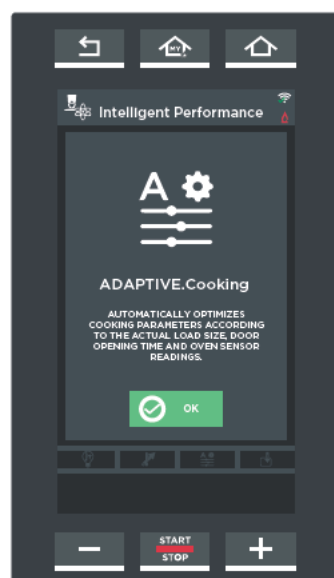 MY
Intelligent Performance
A
ADAPTIVE.Cooking
AUTOMATICALLY OPTIMIZES
COOKING PARAMETERS ACCORDING
TO THE ACTUAL LOAD SIZE, DOOR
OPENING TIME AND OVEN SENSOR
READINGS.
OK
START
STOP